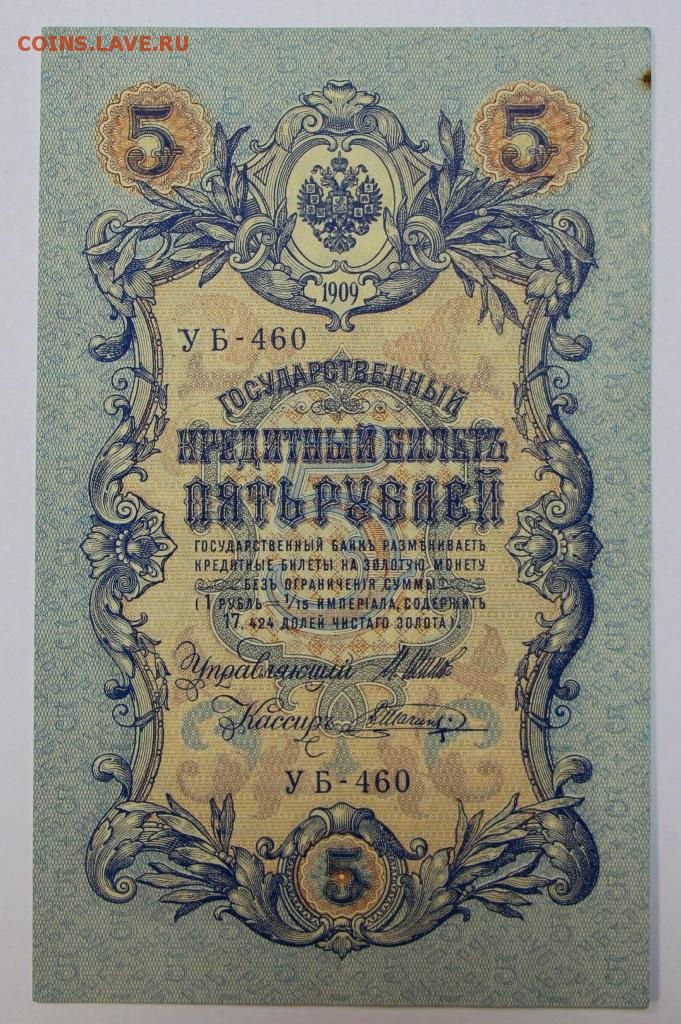 COINS.LAVE.RU
5 5
1909
УБ-460
ГОСУДАРСТВЕННЫЙ
КРЕДИТНЫЙ БИЛЕТЪ
ПЯТЬ РУБЛЕЙ
5
ГОСУДАРСТВЕННЫЙ БАНКЪ РАЗМѢНИВАЕТЪ
КРЕДИТНЫЕ БИЛЕТЫ НА ЗОЛОТУЮ МОНЕТУ
БЕЗЪ ОГРАНИЧЕНІЯ СУММЫ
(1 РУБЛЬ — 1/15 ИМПЕРІАЛА, СОДЕРЖИТЪ
17,424 ДОЛЕЙ ЧИСТАГО ЗОЛОТА).
Управляющій
Кассиръ
УБ-460
5